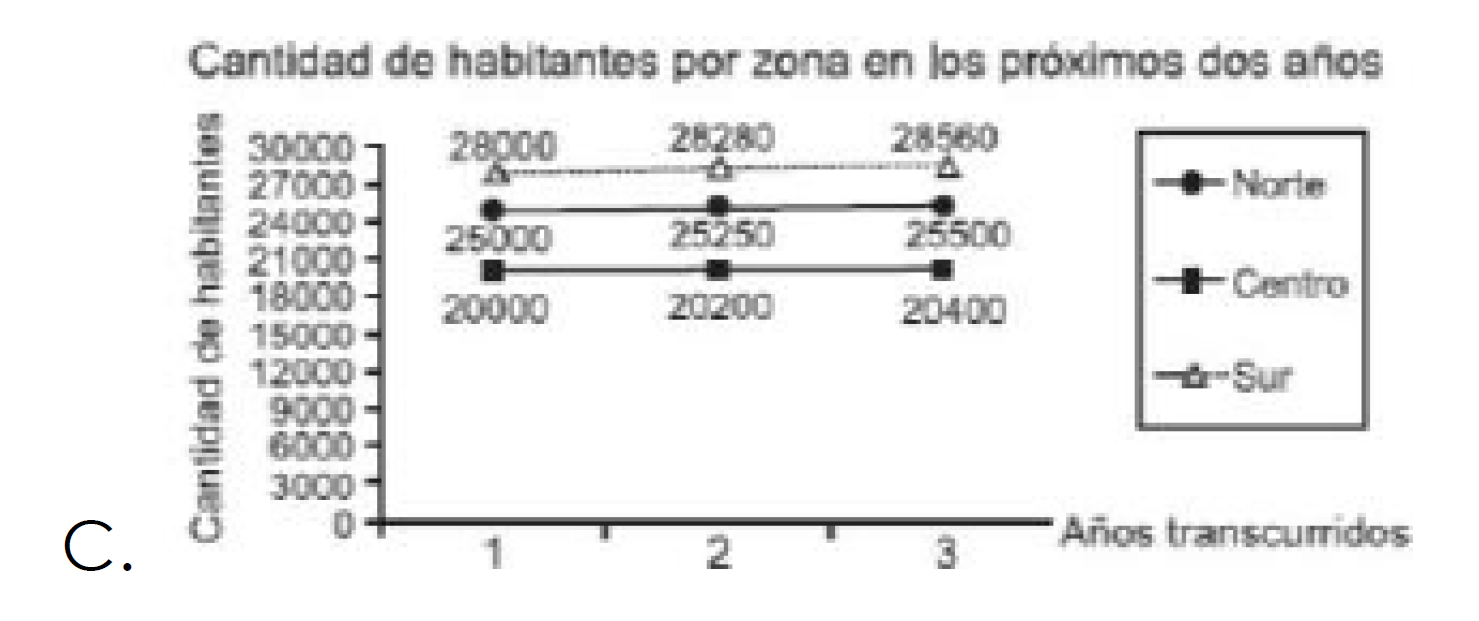 Cantidad de habitantes por zona en los próximos dos años
Cantidad de habitantes
30000
27000
24000
21000
18000
15000
12000
9000
6000
3000
0
28000 28280 28560
25000 25250 25500
20000 20200 20400
1 2 3
Años transcurridos
Norte
Centro
Sur
C.